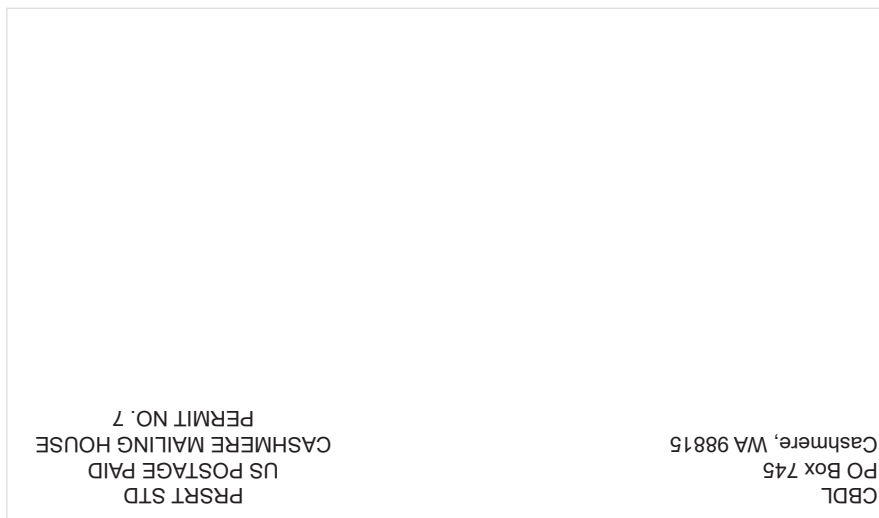 CBDL
PO Box 745
Cashmere, WA 98815
PRSRT STD
US POSTAGE PAID
CASHMERE MAILING HOUSE
PERMIT NO. 7